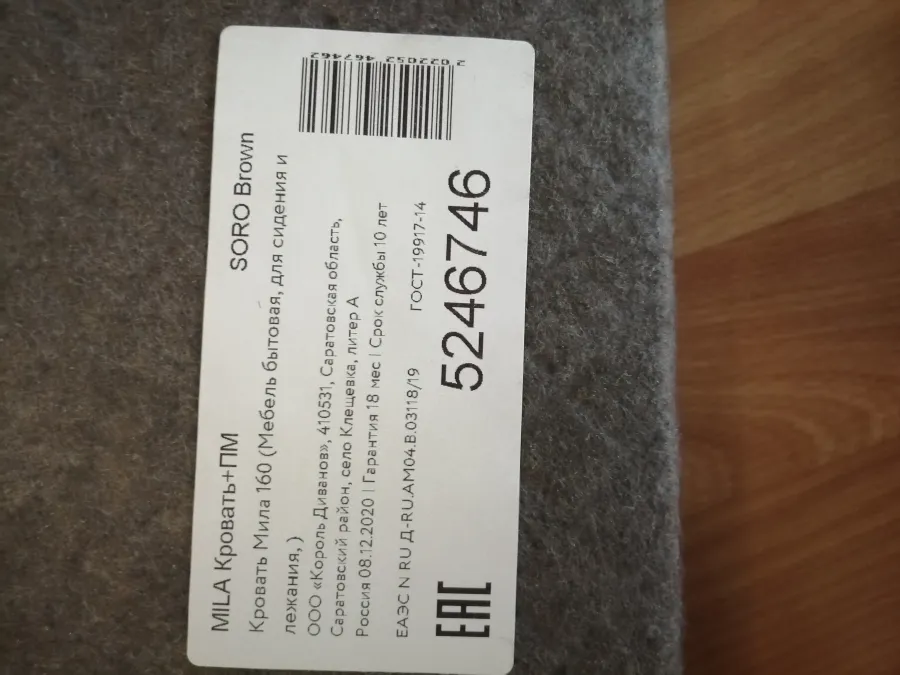 MILA Кровать+ПМ SORO Brown
Кровать Мила 160 (Мебель бытовая, для сидения и
лежания, )
ООО «Король Диванов», 410531, Саратовская область,
Саратовский район, село Клещевка, литер А
Россия 08.12.2020 | Гарантия 18 мес | Срок службы 10 лет
ЕАЭС N RU Д-RU.АМ04.В.03118/19 ГОСТ-19917-14
EAC 5246746
2 022052 467462